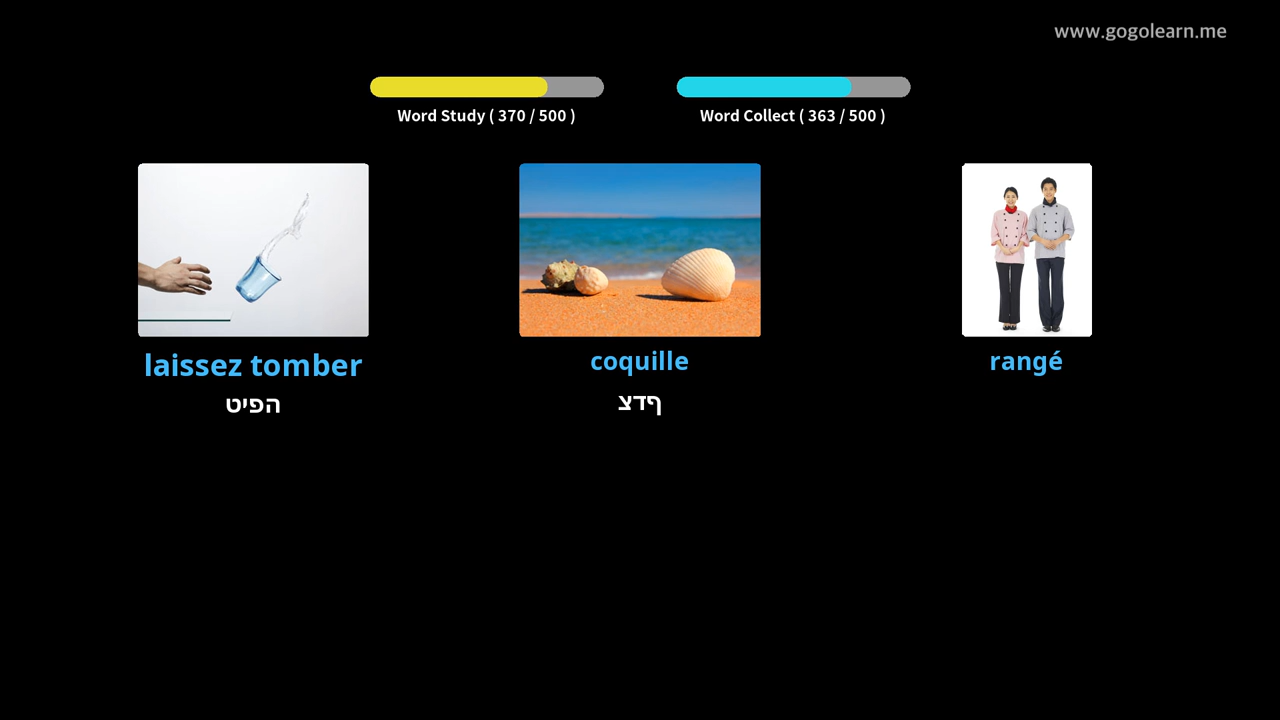 www.gogolearn.me
Word Study ( 370 / 500 )
Word Collect ( 363 / 500 )
laissez tomber
הפיט
coquille
ףדצ
rangé